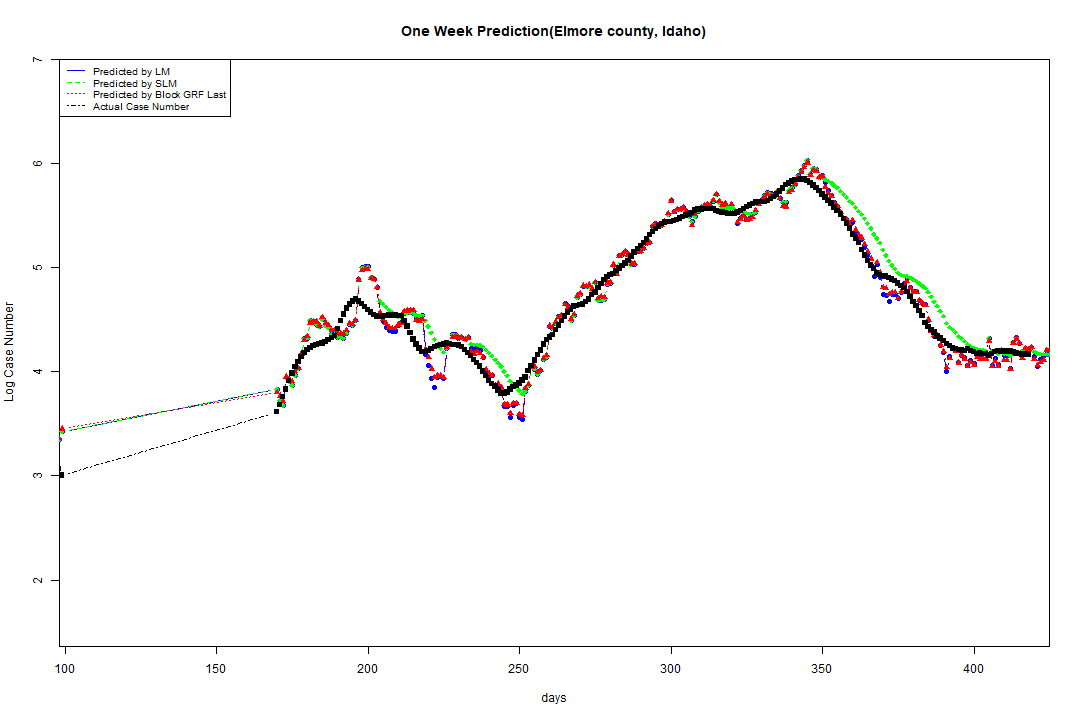 One Week Prediction(Elmore county, Idaho)
Predicted by LM
Predicted by SLM
Predicted by Block GRF Last
Actual Case Number
7
6
5
4
3
2
Log Case Number
100 150 200 250 300 350 400
days